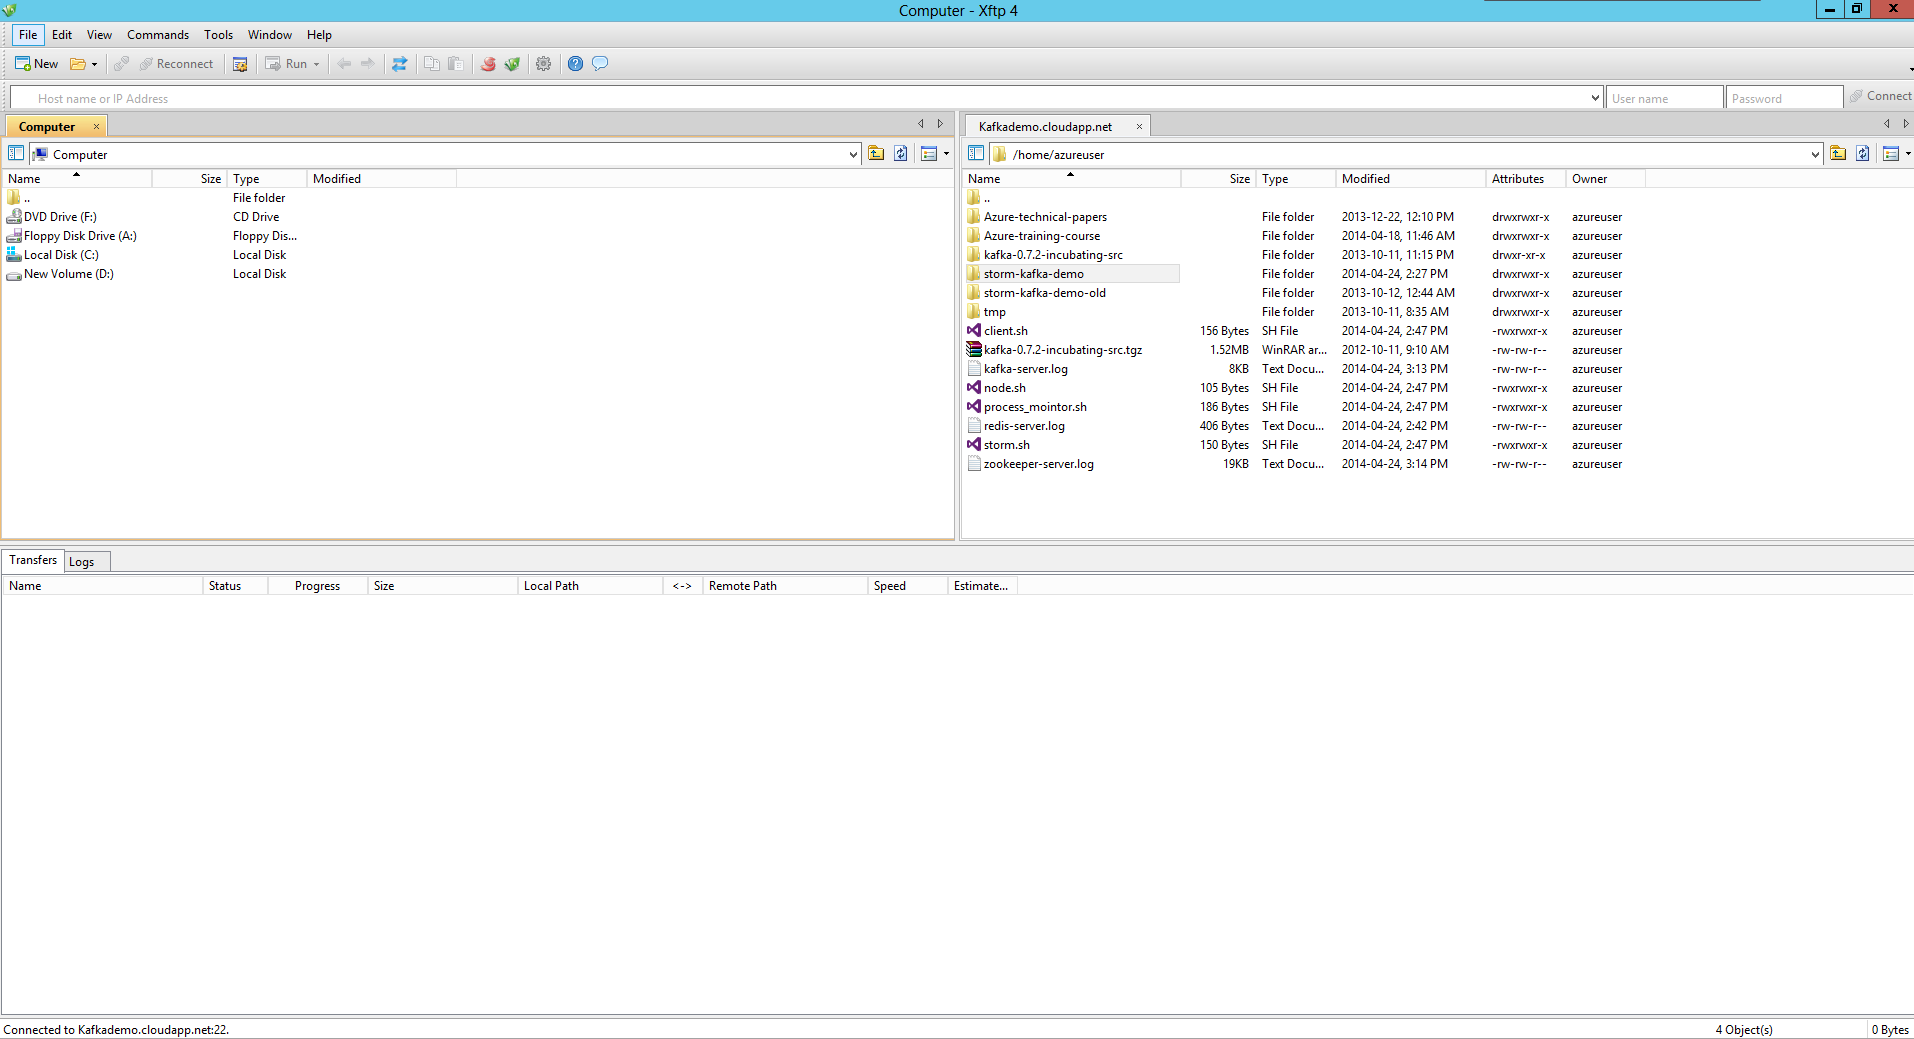 Computer - Xftp 4
File Edit View Commands Tools Window Help
New Reconnect Run
Host name or IP Address User name Password Connect
Computer
Computer
Name Size Type Modified
.. File folder
DVD Drive (F:) CD Drive
Floppy Disk Drive (A:) Floppy Dis...
Local Disk (C:) Local Disk
New Volume (D:) Local Disk
Kafkademo.cloudapp.net
/home/azureuser
Name Size Type Modified Attributes Owner
..
Azure-technical-papers File folder 2013-12-22, 12:10 PM drwxrwxr-x azureuser
Azure-training-course File folder 2014-04-18, 11:46 AM drwxrwxr-x azureuser
kafka-0.7.2-incubating-src File folder 2013-10-11, 11:15 PM drwxr-xr-x azureuser
storm-kafka-demo File folder 2014-04-24, 2:27 PM drwxrwxr-x azureuser
storm-kafka-demo-old File folder 2013-10-12, 12:44 AM drwxrwxr-x azureuser
tmp File folder 2013-10-11, 8:35 AM drwxrwxr-x azureuser
client.sh 156 Bytes SH File 2014-04-24, 2:47 PM -rwxrwxr-x azureuser
kafka-0.7.2-incubating-src.tgz 1.52MB WinRAR ar... 2012-10-11, 9:10 AM -rw-rw-r-- azureuser
kafka-server.log 8KB Text Docu... 2014-04-24, 3:13 PM -rw-rw-r-- azureuser
node.sh 105 Bytes SH File 2014-04-24, 2:47 PM -rwxrwxr-x azureuser
process_mointor.sh 186 Bytes SH File 2014-04-24, 2:47 PM -rwxrwxr-x azureuser
redis-server.log 406 Bytes Text Docu... 2014-04-24, 2:42 PM -rw-rw-r-- azureuser
storm.sh 150 Bytes SH File 2014-04-24, 2:47 PM -rwxrwxr-x azureuser
zookeeper-server.log 19KB Text Docu... 2014-04-24, 3:14 PM -rw-rw-r-- azureuser
Transfers Logs
Name Status Progress Size Local Path <-> Remote Path Speed Estimate...
Connected to Kafkademo.cloudapp.net:22. 4 Object(s) 0 Bytes